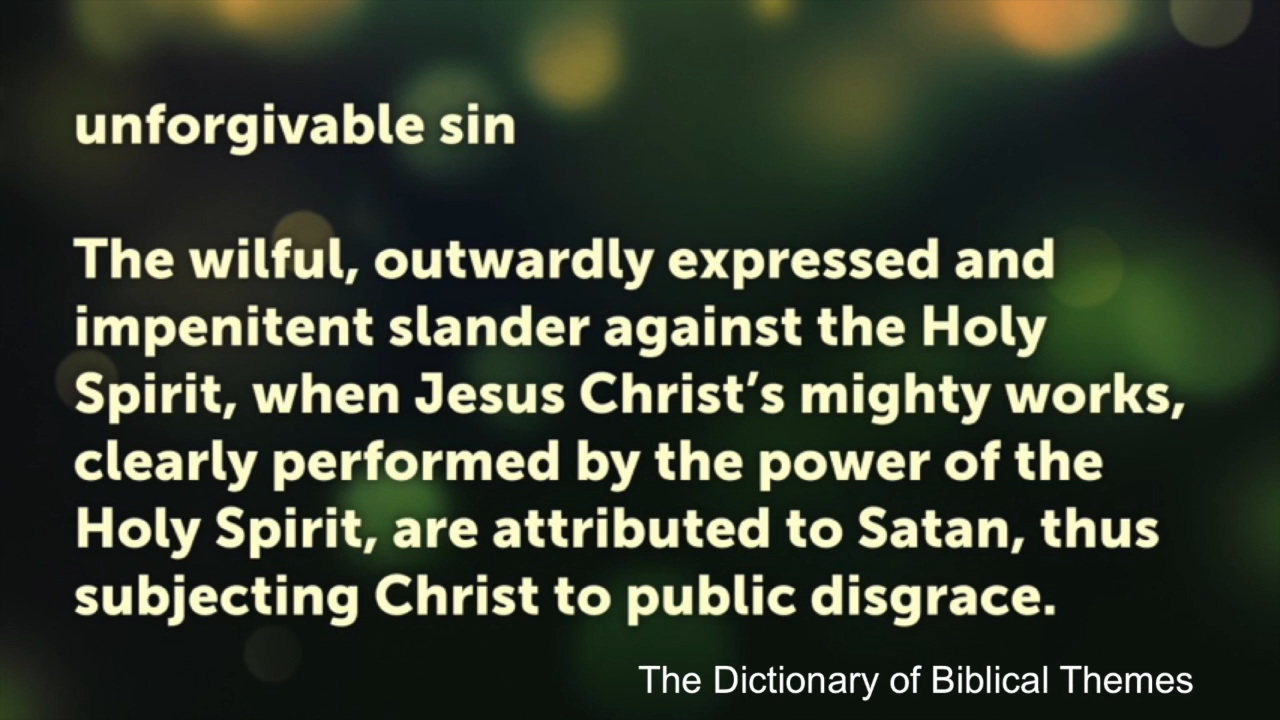 unforgivable sin
The wilful, outwardly expressed and
impenitent slander against the Holy
Spirit, when Jesus Christ’s mighty works,
clearly performed by the power of the
Holy Spirit, are attributed to Satan, thus
subjecting Christ to public disgrace.
The Dictionary of Biblical Themes